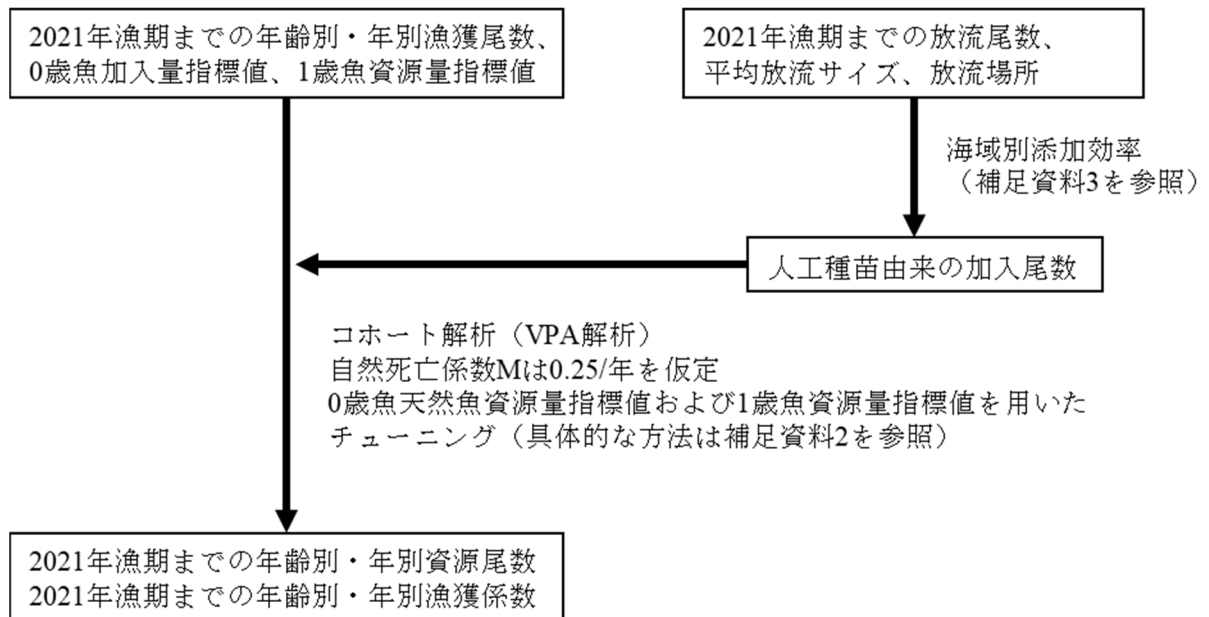 2021年漁期までの年齢別・年別漁獲尾数、
0歳魚加入量指標値、1歳魚資源量指標値
2021年漁期までの放流尾数、
平均放流サイズ、放流場所
海域別添加効率
（補足資料3を参照）
人工種苗由来の加入尾数
コホート解析（VPA解析）
自然死亡係数Mは0.25/年を仮定
0歳魚天然魚資源量指標値および1歳魚資源量指標値を用いた
チューニング（具体的な方法は補足資料2を参照）
2021年漁期までの年齢別・年別資源尾数
2021年漁期までの年齢別・年別漁獲係数